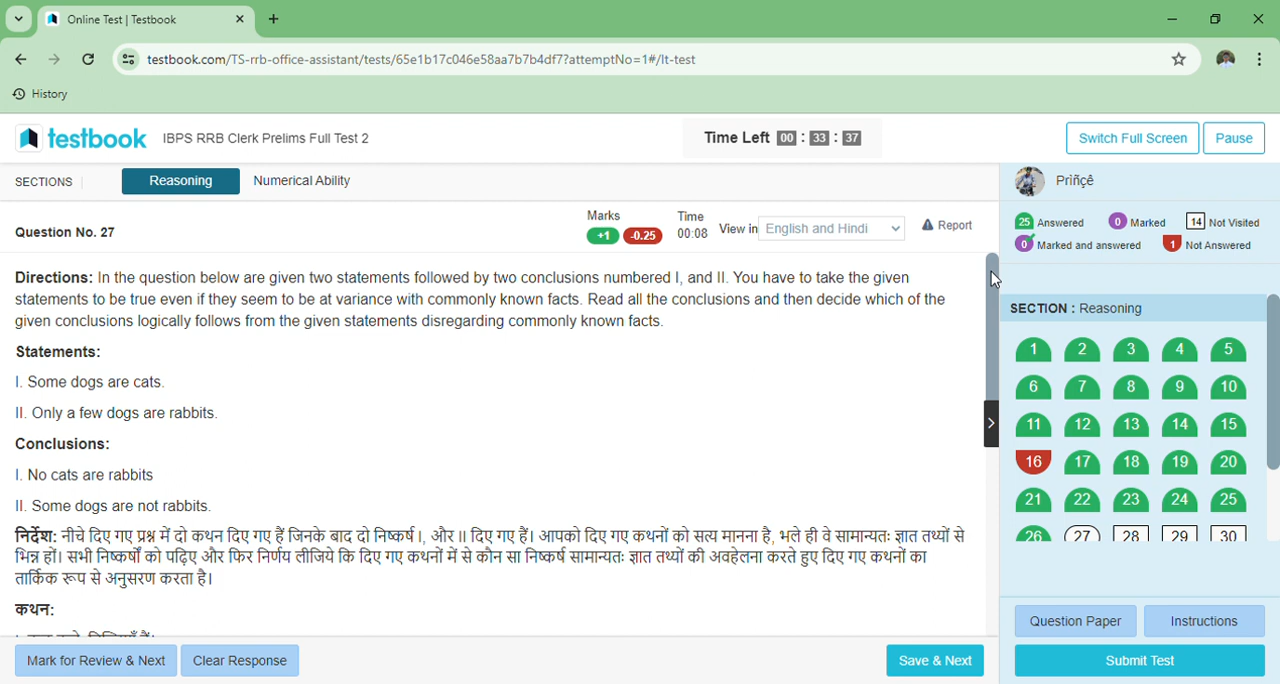 Online Test | Testbook
testbook.com/TS-rrb-office-assistant/tests/65e1b17c046e58aa7b7b4df7?attemptNo=1#/lt-test
History
testbook
IBPS RRB Clerk Prelims Full Test 2
Time Left 00 : 33 : 37
Switch Full Screen
Pause
SECTIONS
Reasoning
Numerical Ability
Prìñçê
Question No. 27
Marks
+1 -0.25
Time
00:08
View in English and Hindi
Report
25 Answered 0 Marked 14 Not Visited
0 Marked and answered 1 Not Answered
Directions: In the question below are given two statements followed by two conclusions numbered I, and II. You have to take the given
statements to be true even if they seem to be at variance with commonly known facts. Read all the conclusions and then decide which of the
given conclusions logically follows from the given statements disregarding commonly known facts.
Statements:
I. Some dogs are cats.
II. Only a few dogs are rabbits.
Conclusions:
I. No cats are rabbits
II. Some dogs are not rabbits.
निर्देश: नीचे दिए गए प्रश्न में दो कथन दिए गए हैं जिनके बाद दो निष्कर्ष I, और II दिए गए हैं। आपको दिए गए कथनों को सत्य मानना है, भले ही वे सामान्यतः ज्ञात तथ्यों से
भिन्न हों। सभी निष्कर्षों को पढ़िए और फिर निर्णय लीजिये कि दिए गए कथनों में से कौन सा निष्कर्ष सामान्यतः ज्ञात तथ्यों की अवहेलना करते हुए दिए गए कथनों का
तार्किक रूप से अनुसरण करता है।
कथन:
SECTION : Reasoning
1 2 3 4 5
6 7 8 9 10
11 12 13 14 15
16 17 18 19 20
21 22 23 24 25
26 27 28 29 30
Mark for Review & Next
Clear Response
Save & Next
Question Paper
Instructions
Submit Test